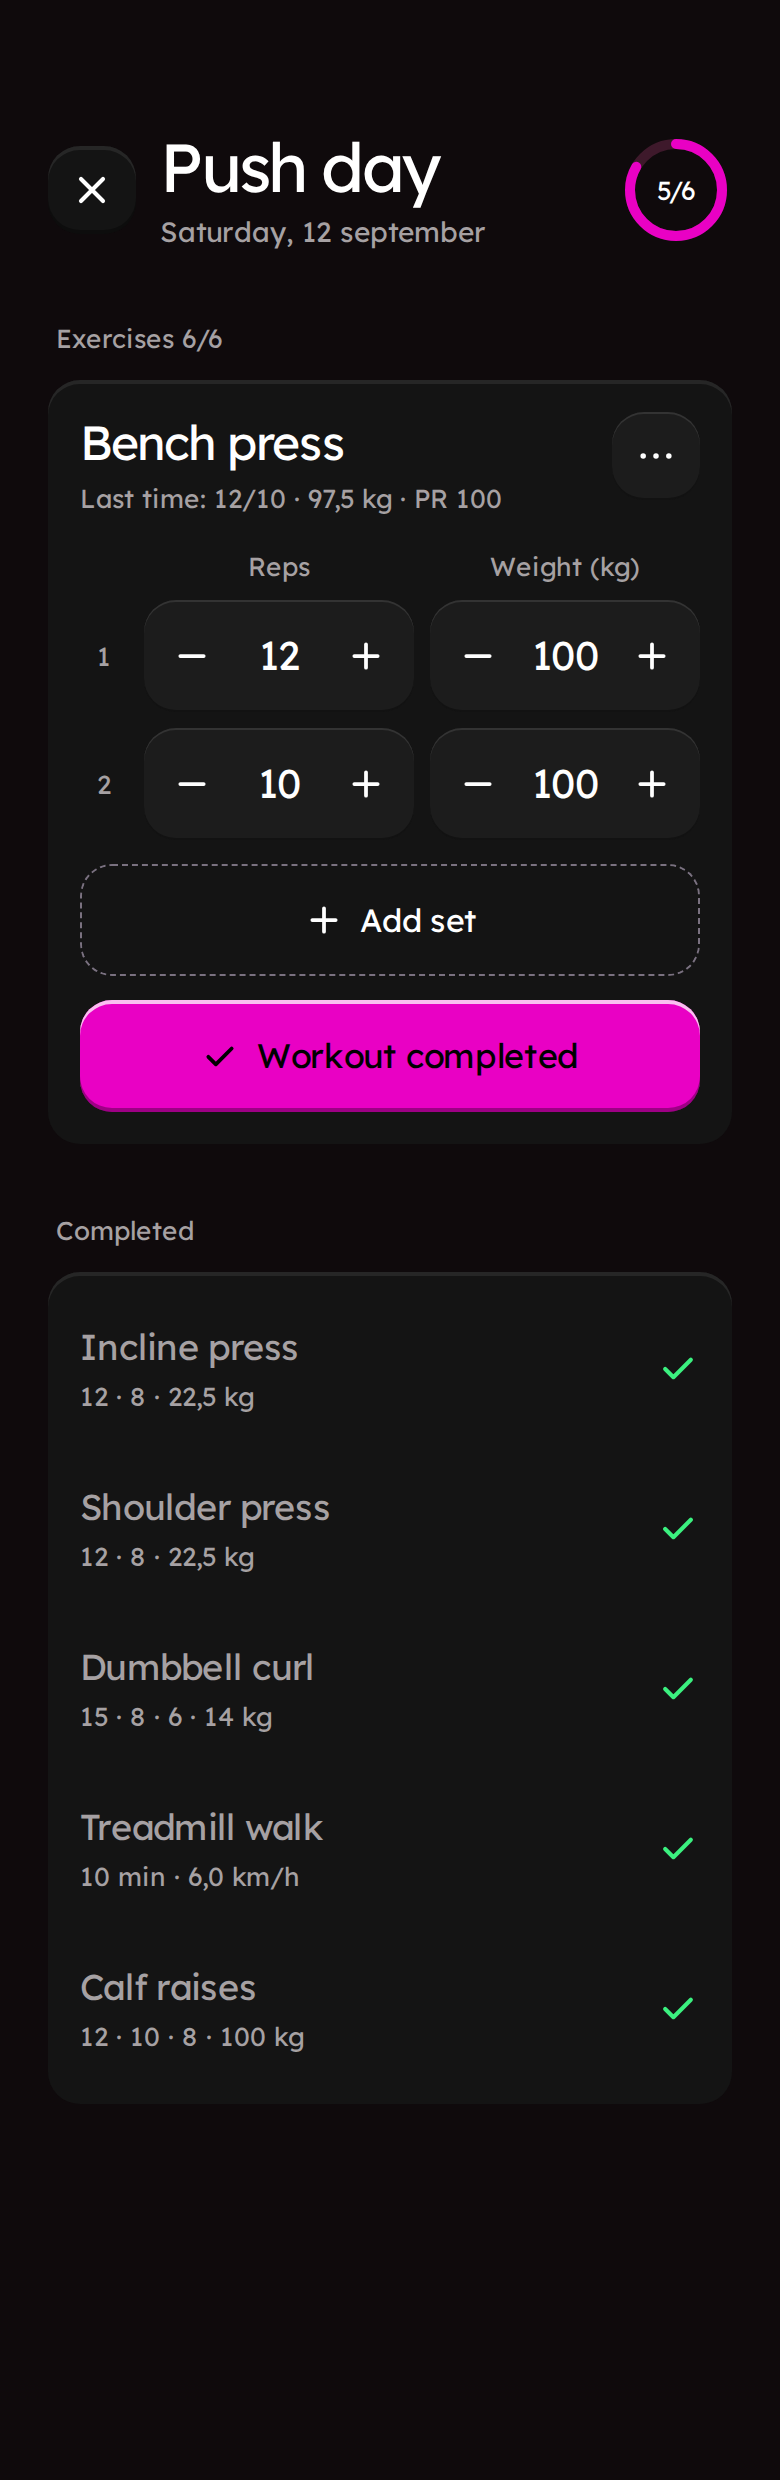 Push day
Saturday, 12 september
5/6
Exercises 6/6
Bench press
Last time: 12/10 · 97,5 kg · PR 100
Reps Weight (kg)
1 − 12 + − 100 +
2 − 10 + − 100 +
+ Add set
Workout completed
Completed
Incline press
12 · 8 · 22,5 kg
Shoulder press
12 · 8 · 22,5 kg
Dumbbell curl
15 · 8 · 6 · 14 kg
Treadmill walk
10 min · 6,0 km/h
Calf raises
12 · 10 · 8 · 100 kg